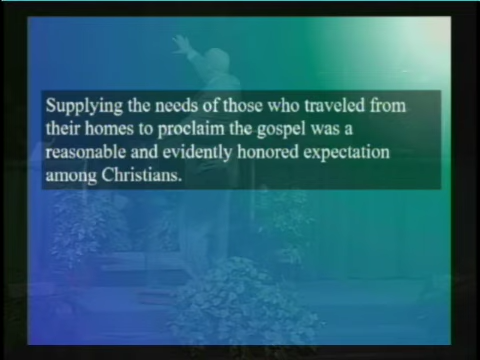 Supplying the needs of those who traveled from
their homes to proclaim the gospel was a
reasonable and evidently honored expectation
among Christians.